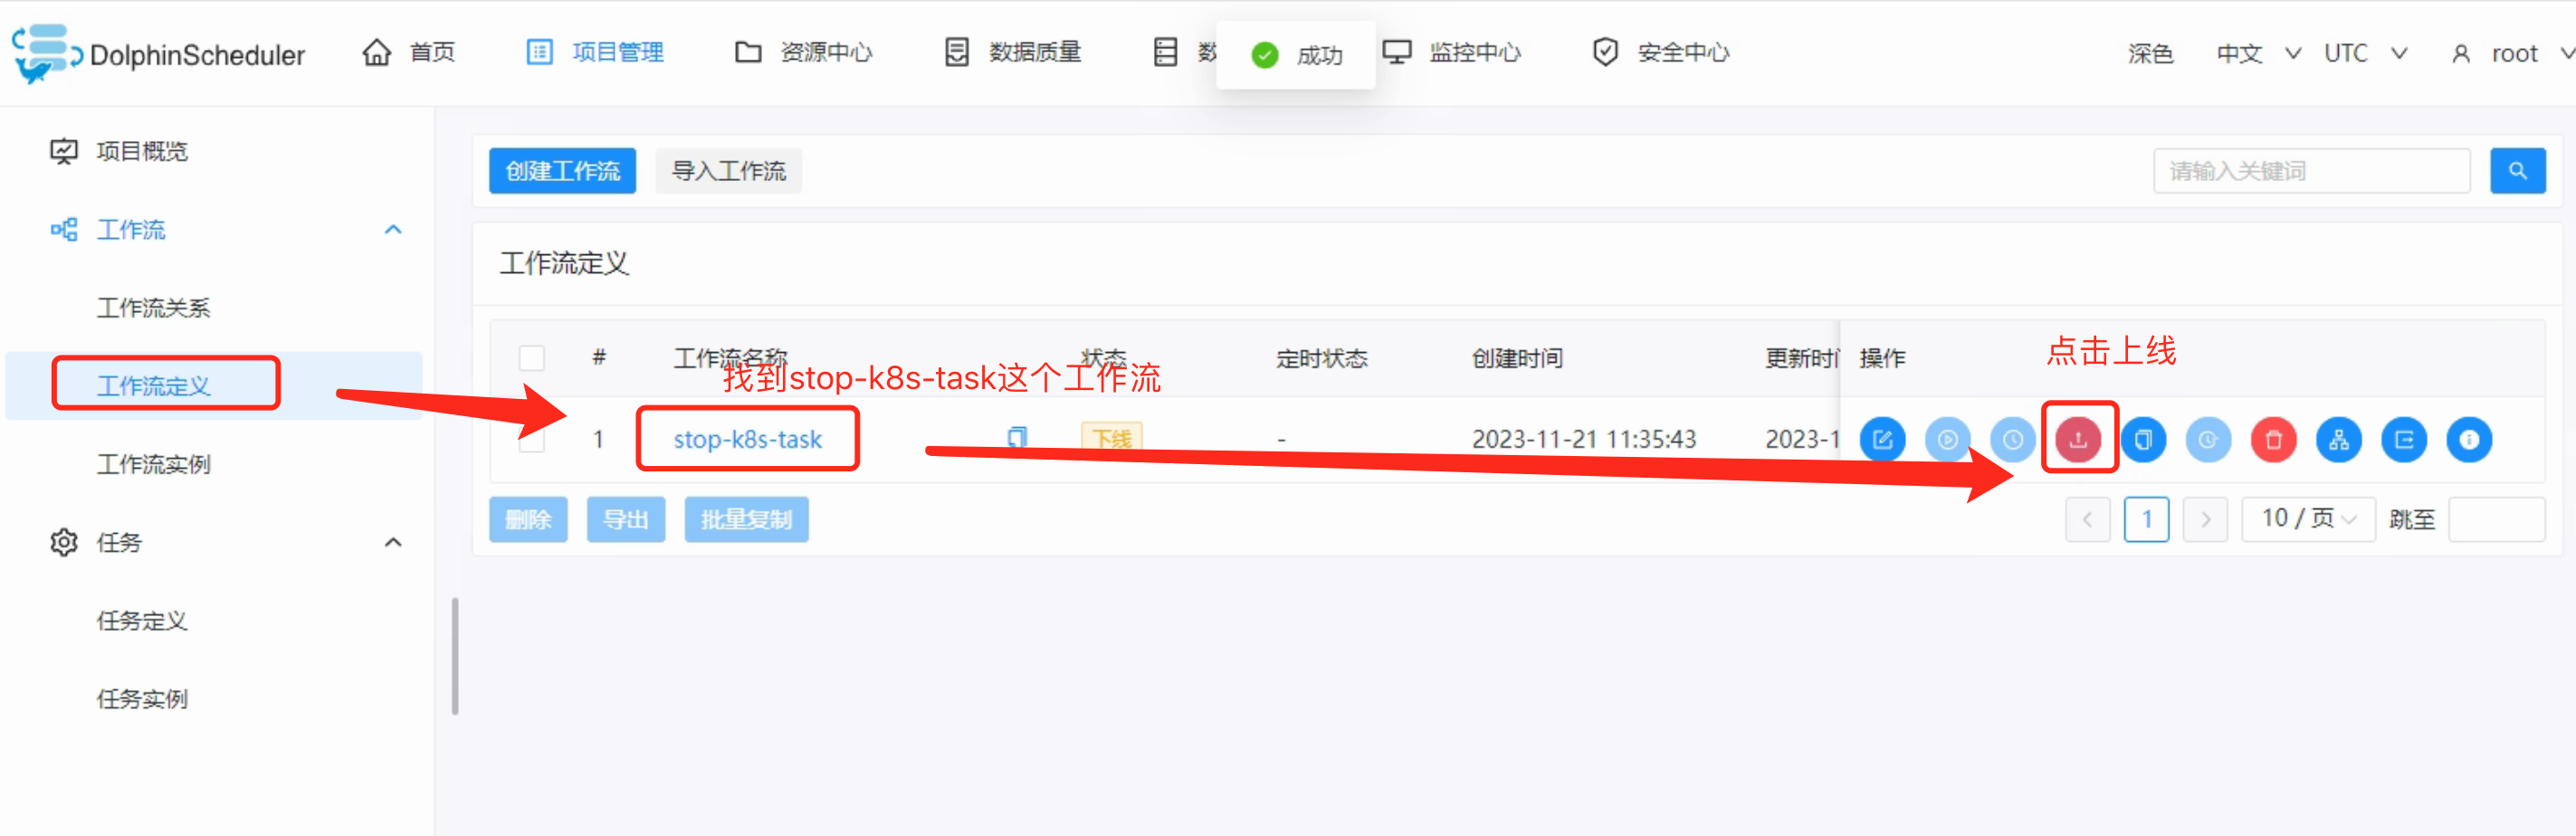 DolphinScheduler 首页 项目管理 资源中心 数据质量 数 成功 监控中心 安全中心 深色 中文 UTC root
项目概览
工作流
工作流关系
工作流定义
工作流实例
任务
任务定义
任务实例
创建工作流 导入工作流 请输入关键词
工作流定义
# 工作流名称 状态 定时状态 创建时间 更新时 操作
点击上线
找到stop-k8s-task这个工作流
1 stop-k8s-task 下线 - 2023-11-21 11:35:43 2023-1
删除 导出 批量复制 1 10 / 页 跳至